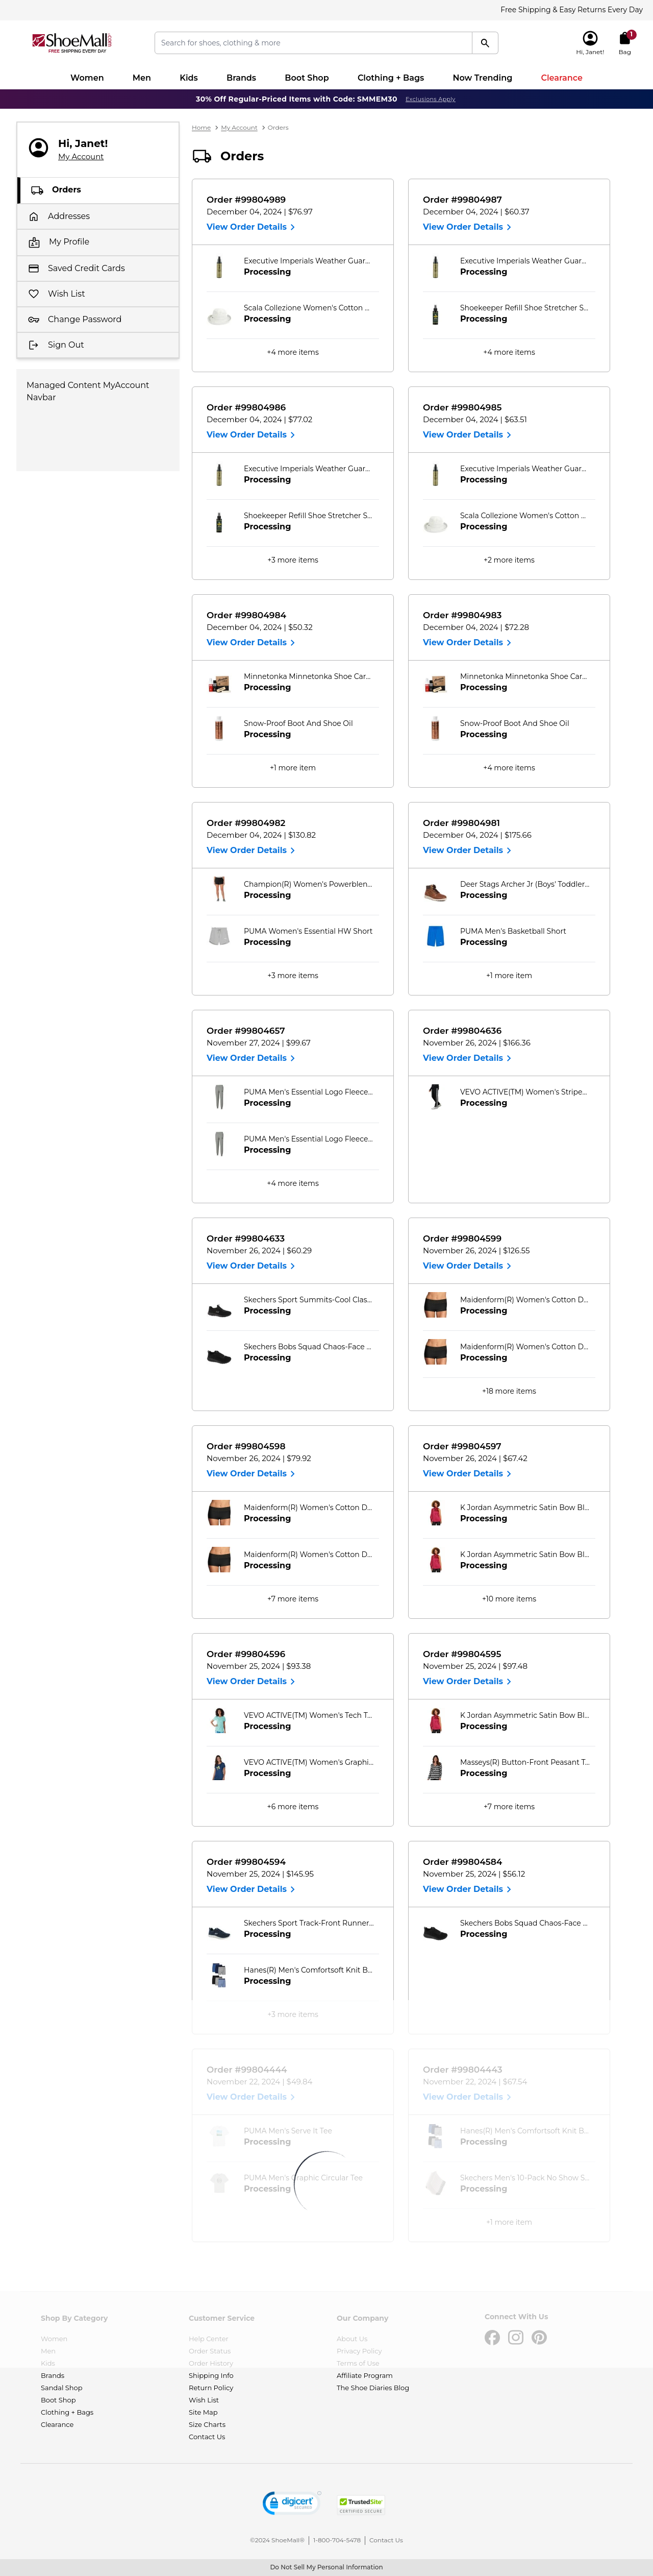 Free Shipping & Easy Returns Every Day
ShoeMall.com
FREE SHIPPING EVERY DAY
Search for shoes, clothing & more
Hi, Janet!
1
Bag
Women Men Kids Brands Boot Shop Clothing + Bags Now Trending Clearance
30% Off Regular-Priced Items with Code: SMMEM30 Exclusions Apply
Hi, Janet!
My Account
Orders
Addresses
My Profile
Saved Credit Cards
Wish List
Change Password
Sign Out
Managed Content MyAccount
Navbar
Home > My Account > Orders
Orders
Order #99804989
December 04, 2024 | $76.97
View Order Details
Executive Imperials Weather Guar...
Processing
Scala Collezione Women's Cotton ...
Processing
+4 more items
Order #99804987
December 04, 2024 | $60.37
View Order Details
Executive Imperials Weather Guar...
Processing
Shoekeeper Refill Shoe Stretcher S...
Processing
+4 more items
Order #99804986
December 04, 2024 | $77.02
View Order Details
Executive Imperials Weather Guar...
Processing
Shoekeeper Refill Shoe Stretcher S...
Processing
+3 more items
Order #99804985
December 04, 2024 | $63.51
View Order Details
Executive Imperials Weather Guar...
Processing
Scala Collezione Women's Cotton ...
Processing
+2 more items
Order #99804984
December 04, 2024 | $50.32
View Order Details
Minnetonka Minnetonka Shoe Car...
Processing
Snow-Proof Boot And Shoe Oil
Processing
+1 more item
Order #99804983
December 04, 2024 | $72.28
View Order Details
Minnetonka Minnetonka Shoe Car...
Processing
Snow-Proof Boot And Shoe Oil
Processing
+4 more items
Order #99804982
December 04, 2024 | $130.82
View Order Details
Champion(R) Women's Powerblen...
Processing
PUMA Women's Essential HW Short
Processing
+3 more items
Order #99804981
December 04, 2024 | $175.66
View Order Details
Deer Stags Archer Jr (Boys' Toddler...
Processing
PUMA Men's Basketball Short
Processing
+1 more item
Order #99804657
November 27, 2024 | $99.67
View Order Details
PUMA Men's Essential Logo Fleece...
Processing
PUMA Men's Essential Logo Fleece...
Processing
+4 more items
Order #99804636
November 26, 2024 | $166.36
View Order Details
VEVO ACTIVE(TM) Women's Stripe...
Processing
Order #99804633
November 26, 2024 | $60.29
View Order Details
Skechers Sport Summits-Cool Clas...
Processing
Skechers Bobs Squad Chaos-Face ...
Processing
Order #99804599
November 26, 2024 | $126.55
View Order Details
Maidenform(R) Women's Cotton D...
Processing
Maidenform(R) Women's Cotton D...
Processing
+18 more items
Order #99804598
November 26, 2024 | $79.92
View Order Details
Maidenform(R) Women's Cotton D...
Processing
Maidenform(R) Women's Cotton D...
Processing
+7 more items
Order #99804597
November 26, 2024 | $67.42
View Order Details
K Jordan Asymmetric Satin Bow Bl...
Processing
K Jordan Asymmetric Satin Bow Bl...
Processing
+10 more items
Order #99804596
November 25, 2024 | $93.38
View Order Details
VEVO ACTIVE(TM) Women's Tech T...
Processing
VEVO ACTIVE(TM) Women's Graphi...
Processing
+6 more items
Order #99804595
November 25, 2024 | $97.48
View Order Details
K Jordan Asymmetric Satin Bow Bl...
Processing
Masseys(R) Button-Front Peasant T...
Processing
+7 more items
Order #99804594
November 25, 2024 | $145.95
View Order Details
Skechers Sport Track-Front Runner...
Processing
Hanes(R) Men's Comfortsoft Knit B...
Processing
+3 more items
Order #99804584
November 25, 2024 | $56.12
View Order Details
Skechers Bobs Squad Chaos-Face ...
Processing
Order #99804444
November 22, 2024 | $49.84
View Order Details
PUMA Men's Serve It Tee
Processing
PUMA Men's Graphic Circular Tee
Processing
Order #99804443
November 22, 2024 | $67.54
View Order Details
Hanes(R) Men's Comfortsoft Knit B...
Processing
Skechers Men's 10-Pack No Show S...
Processing
+1 more item
Shop By Category
Women
Men
Kids
Brands
Sandal Shop
Boot Shop
Clothing + Bags
Clearance
Customer Service
Help Center
Order Status
Order History
Shipping Info
Return Policy
Wish List
Site Map
Size Charts
Contact Us
Our Company
About Us
Privacy Policy
Terms of Use
Affiliate Program
The Shoe Diaries Blog
Connect With Us
digicert
SECURED
TrustedSite
CERTIFIED SECURE
©2024 ShoeMall® | 1-800-704-5478 | Contact Us
Do Not Sell My Personal Information